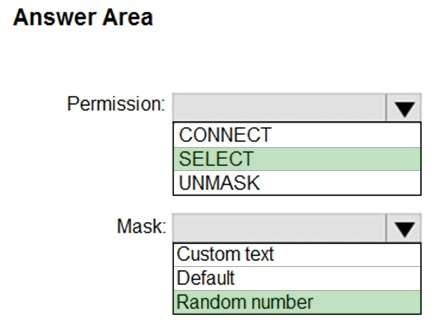 Answer Area
Permission:
CONNECT
SELECT
UNMASK
Mask:
Custom text
Default
Random number